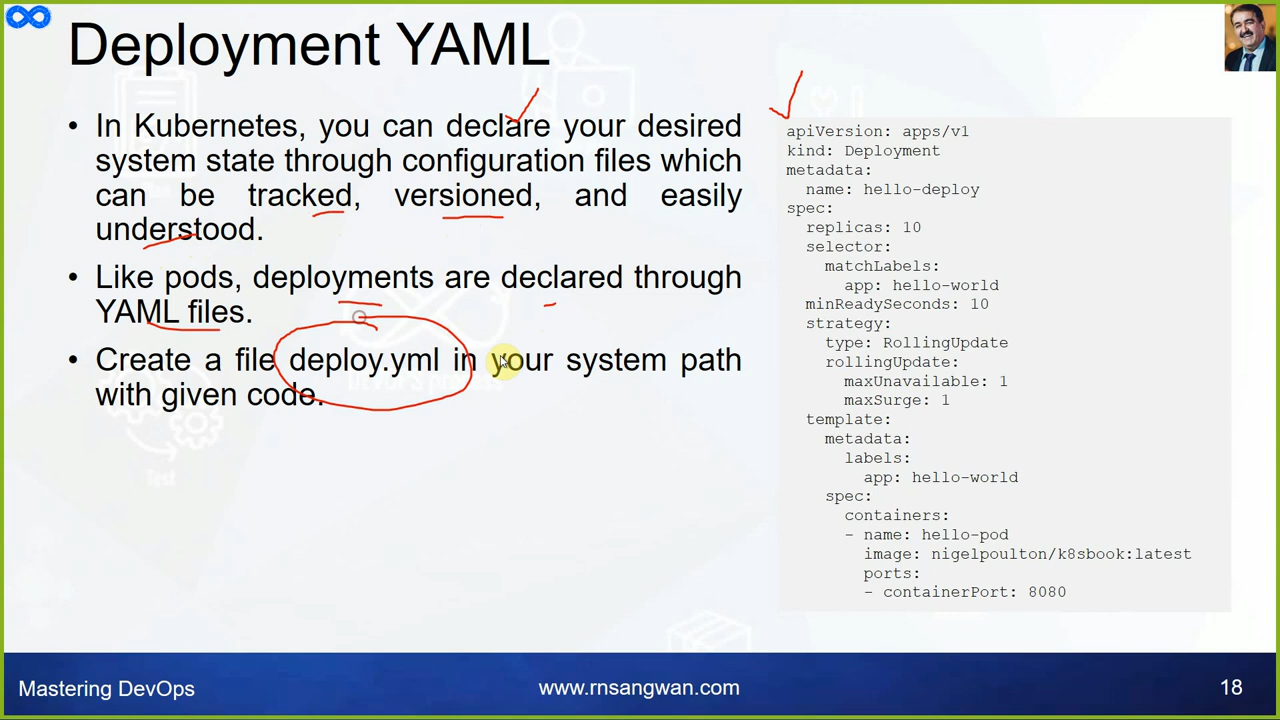 Deployment YAML
• In Kubernetes, you can declare your desired
system state through configuration files which
can be tracked, versioned, and easily
understood.
• Like pods, deployments are declared through
YAML files.
• Create a file deploy.yml in your system path
with given code.
apiVersion: apps/v1
kind: Deployment
metadata:
  name: hello-deploy
spec:
  replicas: 10
  selector:
    matchLabels:
      app: hello-world
  minReadySeconds: 10
  strategy:
    type: RollingUpdate
    rollingUpdate:
      maxUnavailable: 1
      maxSurge: 1
  template:
    metadata:
      labels:
        app: hello-world
    spec:
      containers:
      - name: hello-pod
        image: nigelpoulton/k8sbook:latest
        ports:
        - containerPort: 8080
Mastering DevOps
www.rnsangwan.com
18